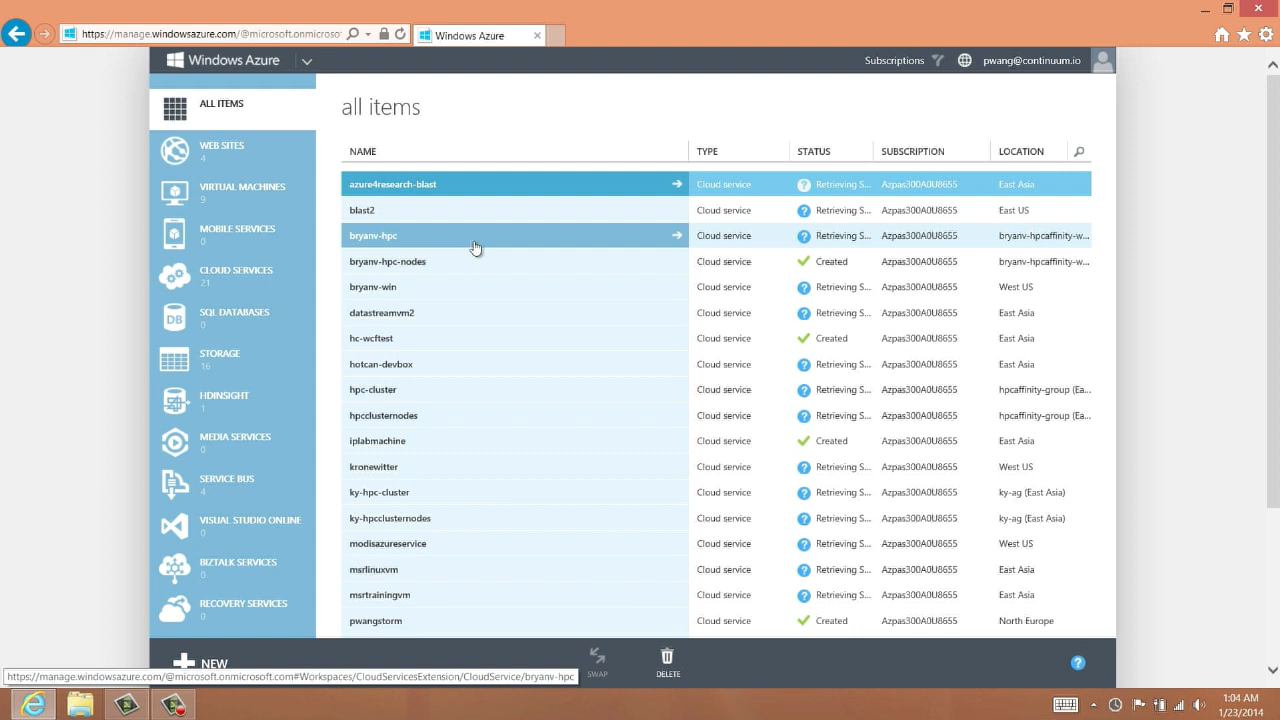 https://manage.windowsazure.com/@microsoft.onmicroso
Windows Azure
Windows Azure
Subscriptions
pwang@continuum.io
ALL ITEMS
WEB SITES
4
VIRTUAL MACHINES
9
MOBILE SERVICES
0
CLOUD SERVICES
21
SQL DATABASES
0
DB
STORAGE
16
HDINSIGHT
1
MEDIA SERVICES
0
SERVICE BUS
4
VISUAL STUDIO ONLINE
0
BIZTALK SERVICES
0
RECOVERY SERVICES
0
all items
NAME TYPE STATUS SUBSCRIPTION LOCATION
azure4research-blast Cloud service Retrieving S... Azpas300A0U8655 East Asia
blast2 Cloud service Retrieving S... Azpas300A0U8655 East US
bryanv-hpc Cloud service Retrieving S... Azpas300A0U8655 bryanv-hpcaffinity-w...
bryanv-hpc-nodes Cloud service Created Azpas300A0U8655 bryanv-hpcaffinity-w...
bryanv-win Cloud service Retrieving S... Azpas300A0U8655 West US
datastreamvm2 Cloud service Retrieving S... Azpas300A0U8655 East Asia
hc-wcftest Cloud service Created Azpas300A0U8655 East Asia
hotcan-devbox Cloud service Retrieving S... Azpas300A0U8655 East Asia
hpc-cluster Cloud service Retrieving S... Azpas300A0U8655 hpcaffinity-group (Ea...
hpcclusternodes Cloud service Retrieving S... Azpas300A0U8655 hpcaffinity-group (Ea...
iplabmachine Cloud service Created Azpas300A0U8655 East Asia
kronewitter Cloud service Retrieving S... Azpas300A0U8655 West US
ky-hpc-cluster Cloud service Retrieving S... Azpas300A0U8655 ky-ag (East Asia)
ky-hpcclusternodes Cloud service Retrieving S... Azpas300A0U8655 ky-ag (East Asia)
modisazureservice Cloud service Retrieving S... Azpas300A0U8655 West US
msrlinuxvm Cloud service Retrieving S... Azpas300A0U8655 East Asia
msrtrainingvm Cloud service Retrieving S... Azpas300A0U8655 East Asia
pwangstorm Cloud service Created Azpas300A0U8655 North Europe
NEW
SWAP
DELETE
https://manage.windowsazure.com/@microsoft.onmicrosoft.com#Workspaces/CloudServicesExtension/CloudService/bryanv-hpc
1:04 AM
1/23/2014